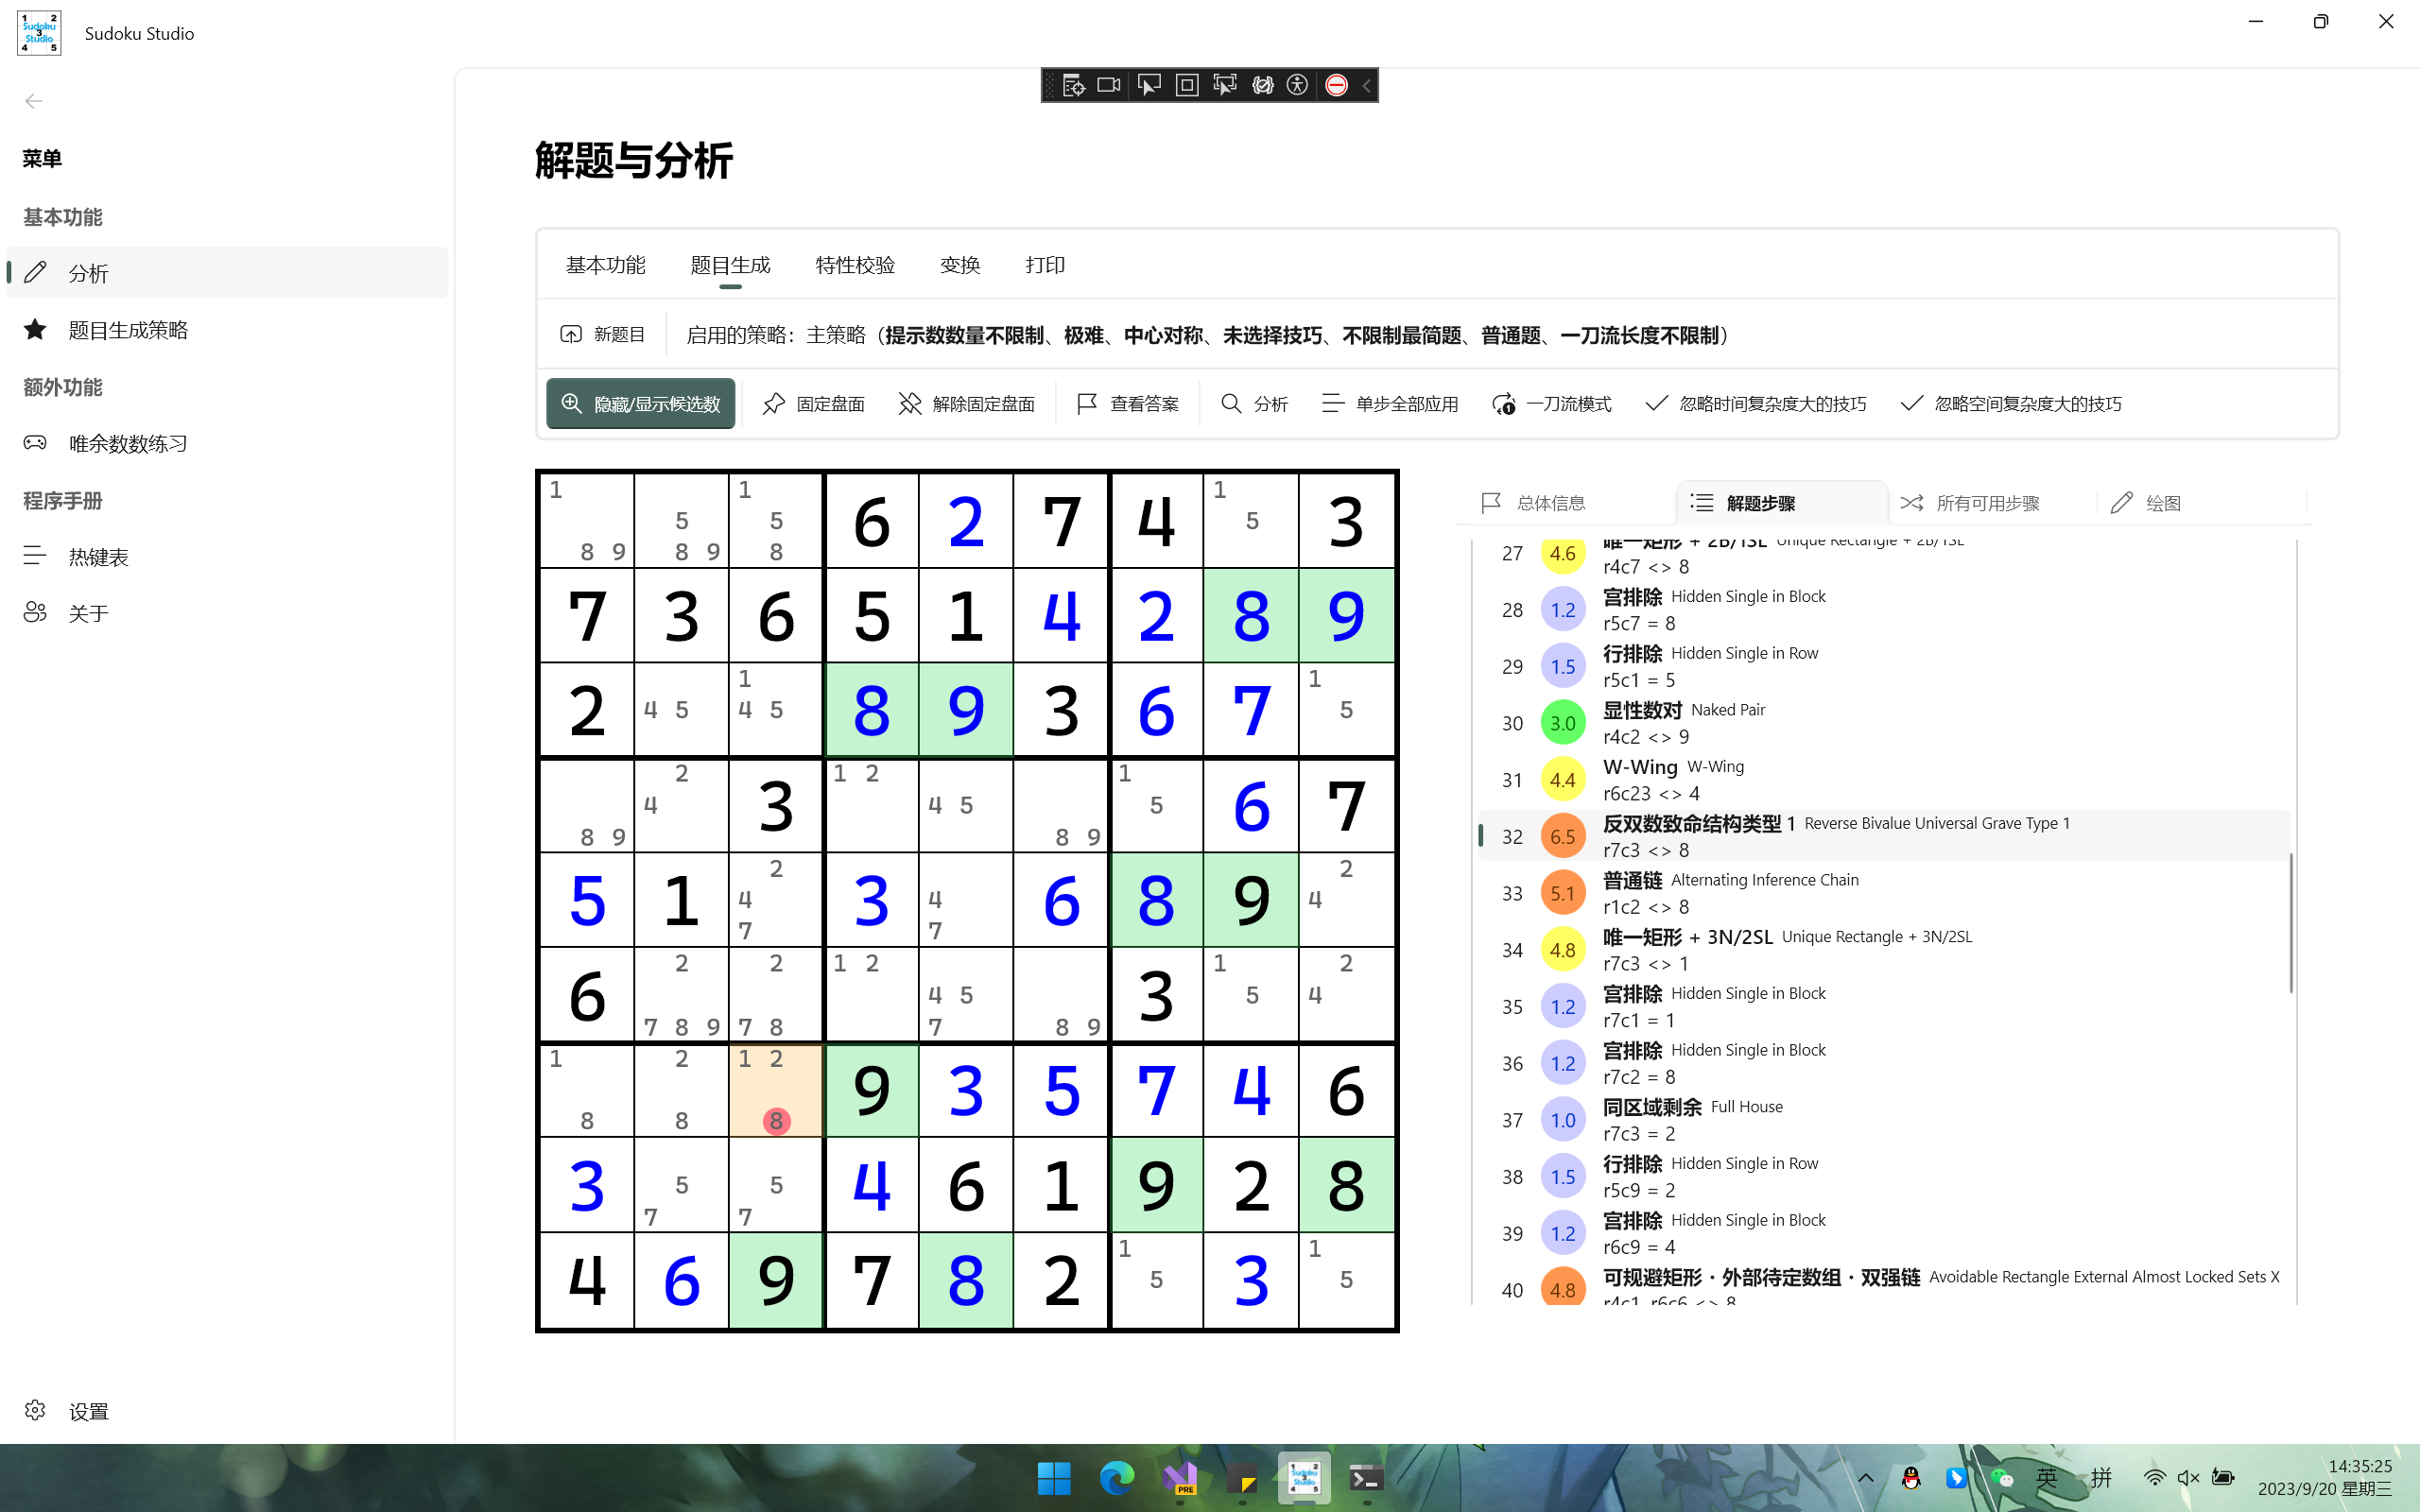 Sudoku Studio
菜单
基本功能
分析
题目生成策略
额外功能
唯余数数练习
程序手册
热键表
关于
设置
解题与分析
基本功能 题目生成 特性校验 变换 打印
新题目 启用的策略：主策略（提示数数量不限制、极难、中心对称、未选择技巧、不限制最简题、普通题、一刀流长度不限制）
隐藏/显示候选数 固定盘面 解除固定盘面 查看答案 分析 单步全部应用 一刀流模式 忽略时间复杂度大的技巧 忽略空间复杂度大的技巧
1 8 9 5 8 9 1 5 8 6 2 7 4 1 5 3
7 3 6 5 1 4 2 8 9
2 4 5 1 4 5 8 9 3 6 7 1 5
8 9 2 4 3 1 2 4 5 8 9 1 5 6 7
5 1 2 4 7 3 4 7 6 8 9 2 4
6 2 7 8 9 2 7 8 1 2 4 5 7 8 9 3 1 5 2 4
1 8 2 8 1 2 8 9 3 5 7 4 6
3 5 7 5 7 4 6 1 9 2 8
4 6 9 7 8 2 1 5 3 1 5
总体信息 解题步骤 所有可用步骤 绘图
27 4.6 唯一矩形 + 2B/1SL Unique Rectangle + 2B/1SL
r4c7 <> 8
28 1.2 宫排除 Hidden Single in Block
r5c7 = 8
29 1.5 行排除 Hidden Single in Row
r5c1 = 5
30 3.0 显性数对 Naked Pair
r4c2 <> 9
31 4.4 W-Wing W-Wing
r6c23 <> 4
32 6.5 反双数致命结构类型 1 Reverse Bivalue Universal Grave Type 1
r7c3 <> 8
33 5.1 普通链 Alternating Inference Chain
r1c2 <> 8
34 4.8 唯一矩形 + 3N/2SL Unique Rectangle + 3N/2SL
r7c3 <> 1
35 1.2 宫排除 Hidden Single in Block
r7c1 = 1
36 1.2 宫排除 Hidden Single in Block
r7c2 = 8
37 1.0 同区域剩余 Full House
r7c3 = 2
38 1.5 行排除 Hidden Single in Row
r5c9 = 2
39 1.2 宫排除 Hidden Single in Block
r6c9 = 4
40 4.8 可规避矩形 · 外部待定数组 · 双强链 Avoidable Rectangle External Almost Locked Sets X
r4c1, r6c6 <> 8
英 拼 14:35:25
2023/9/20 星期三